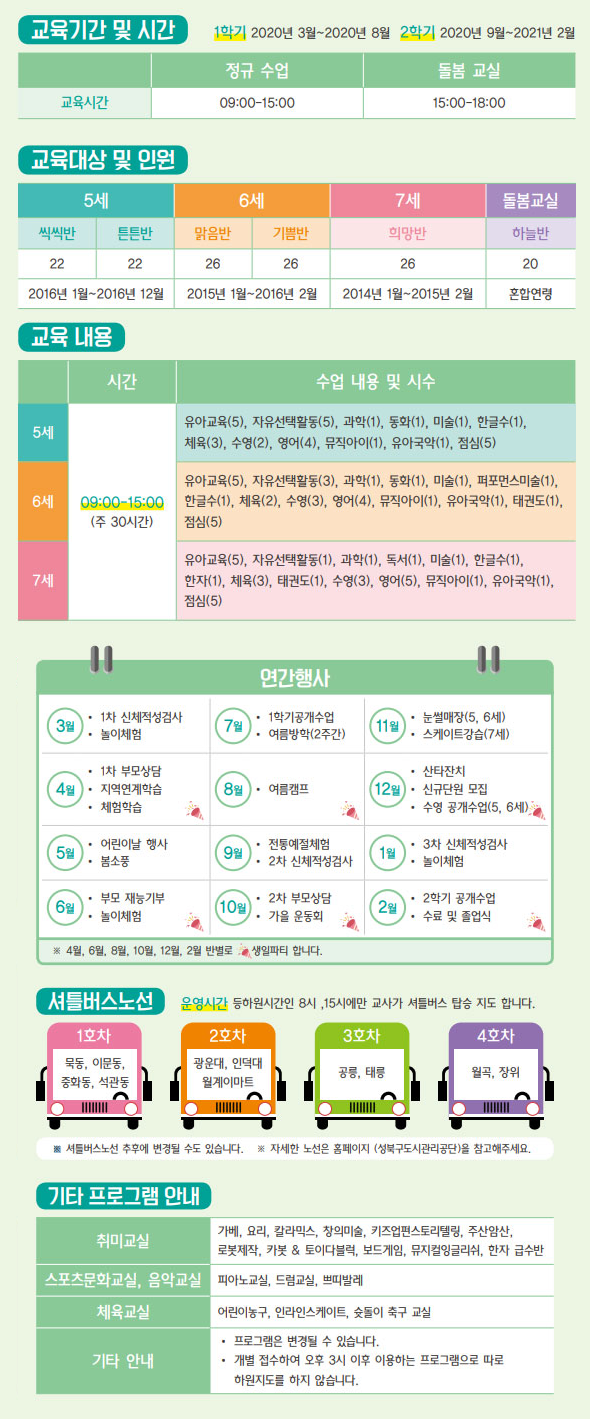 교육기간 및 시간
1학기 2020년 3월~2020년 8월 2학기 2020년 9월~2021년 2월
정규 수업 돌봄 교실
교육시간 09:00-15:00 15:00-18:00
교육대상 및 인원
5세 6세 7세 돌봄교실
씩씩반 튼튼반 맑음반 기쁨반 희망반 하늘반
22 22 26 26 26 20
2016년 1월~2016년 12월 2015년 1월~2016년 2월 2014년 1월~2015년 2월 혼합연령
교육 내용
시간 수업 내용 및 시수
5세
유아교육(5), 자유선택활동(5), 과학(1), 동화(1), 미술(1), 한글수(1),
체육(3), 수영(2), 영어(4), 뮤직아이(1), 유아국악(1), 점심(5)
6세
09:00-15:00
(주 30시간)
유아교육(5), 자유선택활동(3), 과학(1), 동화(1), 미술(1), 퍼포먼스미술(1),
한글수(1), 체육(2), 수영(3), 영어(4), 뮤직아이(1), 유아국악(1), 태권도(1),
점심(5)
7세
유아교육(5), 자유선택활동(1), 과학(1), 독서(1), 미술(1), 한글수(1),
한자(1), 체육(3), 태권도(1), 수영(3), 영어(5), 뮤직아이(1), 유아국악(1),
점심(5)
연간행사
3월
• 1차 신체적성검사
• 놀이체험
7월
• 1학기공개수업
• 여름방학(2주간)
11월
• 눈썰매장(5, 6세)
• 스케이트강습(7세)
4월
• 1차 부모상담
• 지역연계학습
• 체험학습
8월
• 여름캠프
12월
• 산타잔치
• 신규단원 모집
• 수영 공개수업(5, 6세)
5월
• 어린이날 행사
• 봄소풍
9월
• 전통예절체험
• 2차 신체적성검사
1월
• 3차 신체적성검사
• 놀이체험
6월
• 부모 재능기부
• 놀이체험
10월
• 2차 부모상담
• 가을 운동회
2월
• 2학기 공개수업
• 수료 및 졸업식
※ 4월, 6월, 8월, 10월, 12월, 2월 반별로 생일파티 합니다.
셔틀버스노선
운영시간 등하원시간인 8시 ,15시에만 교사가 셔틀버스 탑승 지도 합니다.
1호차
묵동, 이문동,
중화동, 석관동
2호차
광운대, 인덕대
월계이마트
3호차
공릉, 태릉
4호차
월곡, 장위
※ 셔틀버스노선 추후에 변경될 수도 있습니다. ※ 자세한 노선은 홈페이지 (성북구도시관리공단)을 참고해주세요.
기타 프로그램 안내
취미교실
가베, 요리, 칼라믹스, 창의미술, 키즈업펀스토리텔링, 주산암산,
로봇제작, 카봇 & 토이다블럭, 보드게임, 뮤지컬잉글리쉬, 한자 급수반
스포츠문화교실, 음악교실 피아노교실, 드럼교실, 쁘띠발레
체육교실 어린이농구, 인라인스케이트, 슛돌이 축구 교실
기타 안내
• 프로그램은 변경될 수 있습니다.
• 개별 접수하여 오후 3시 이후 이용하는 프로그램으로 따로
하원지도를 하지 않습니다.